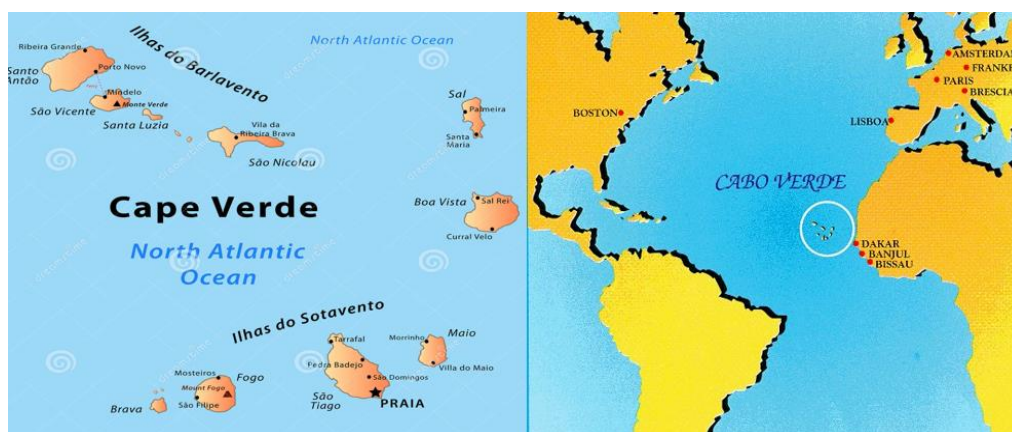 Ribeira Grande
Santo
Antão
Porto Novo
Mindelo
Monte Verde
São Vicente
Santa Luzia
Ilhas do Barlavento
North Atlantic Ocean
Vila da
Ribeira Brava
São Nicolau
Sal
Palmeira
Santa
Maria
Boa Vista
Sal Rei
Curral Velo
Cape Verde
North Atlantic
Ocean
Ilhas do Sotavento
Tarrafal
Pedra Badejo
São Domingos
São
Tiago
PRAIA
Morrinho
Maio
Villa do Maio
Mosteiros
Fogo
Mount Fogo
São Filipe
Brava
BOSTON
AMSTERDAM
FRANKF
PARIS
BRESCIA
LISBOA
CABO VERDE
DAKAR
BANJUL
BISSAU